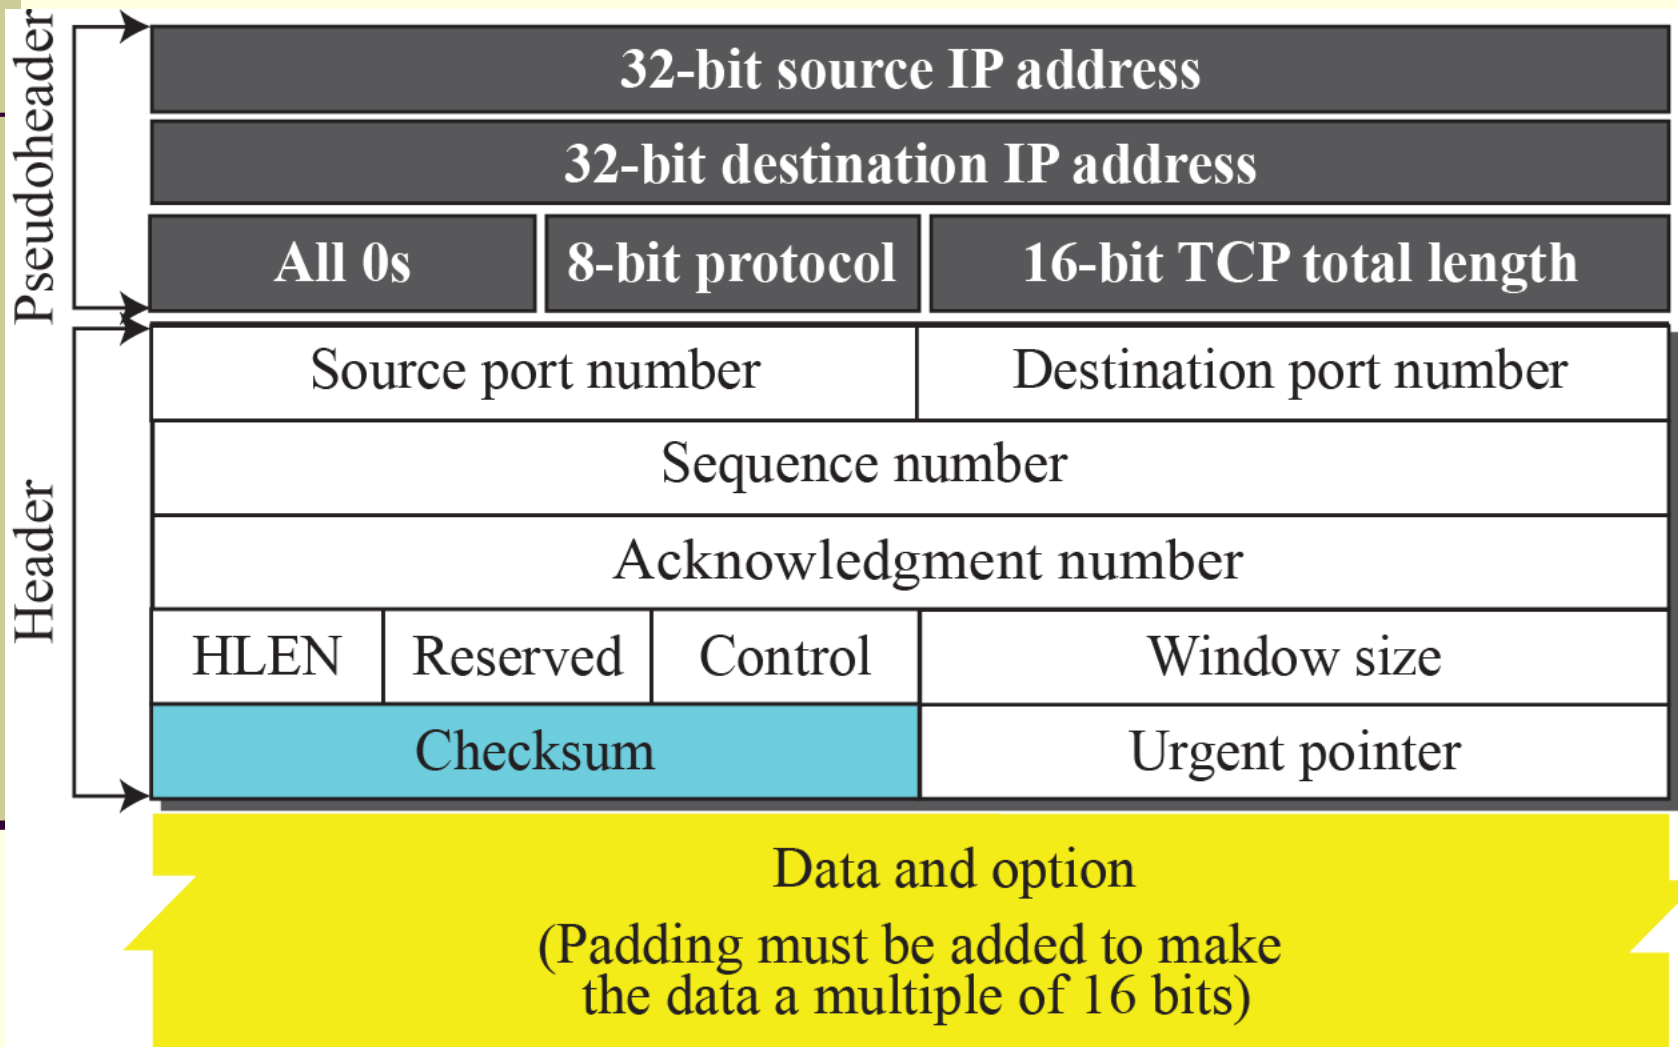 Pseudoheader
32-bit source IP address
32-bit destination IP address
All 0s
8-bit protocol
16-bit TCP total length
Header
Source port number
Destination port number
Sequence number
Acknowledgment number
HLEN
Reserved
Control
Window size
Checksum
Urgent pointer
Data and option
(Padding must be added to make
the data a multiple of 16 bits)